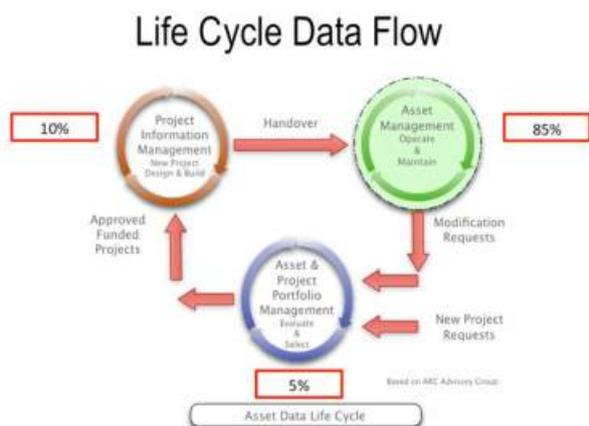 Life Cycle Data Flow
10%
Project
Information
Management
New Project
Design & Build
Handover
Asset
Management
Operate
&
Maintain
85%
Approved
Funded
Projects
Modification
Requests
Asset &
Project
Portfolio
Management
Evaluate
&
Select
New Project
Requests
5%
Based on ARC Advisory Group
Asset Data Life Cycle